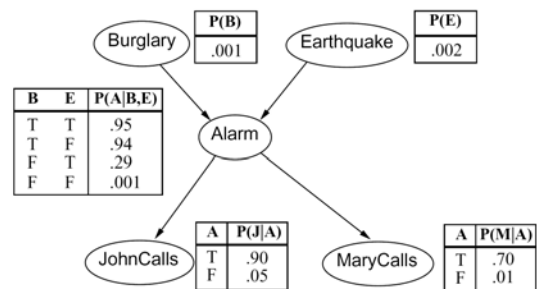 Burglary
P(B)
.001
Earthquake
P(E)
.002
B E P(A|B,E)
T T .95
T F .94
F T .29
F F .001
Alarm
JohnCalls
A P(J|A)
T .90
F .05
MaryCalls
A P(M|A)
T .70
F .01